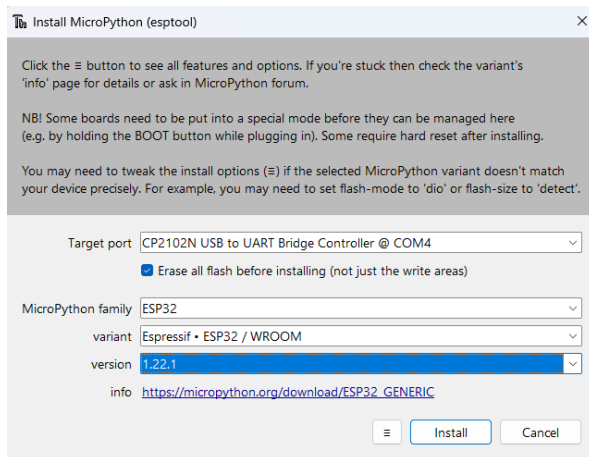 Install MicroPython (esptool)
Click the ≡ button to see all features and options. If you're stuck then check the variant's
'info' page for details or ask in MicroPython forum.
NB! Some boards need to be put into a special mode before they can be managed here
(e.g. by holding the BOOT button while plugging in). Some require hard reset after installing.
You may need to tweak the install options (≡) if the selected MicroPython variant doesn't match
your device precisely. For example, you may need to set flash-mode to 'dio' or flash-size to 'detect'.
Target port CP2102N USB to UART Bridge Controller @ COM4
Erase all flash before installing (not just the write areas)
MicroPython family ESP32
variant Espressif • ESP32 / WROOM
version 1.22.1
info https://micropython.org/download/ESP32_GENERIC
≡ Install Cancel